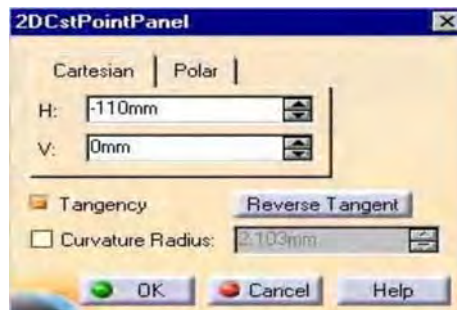 2DCstPointPanel
Cartesian Polar
H: -110mm
V: 0mm
Tangency Reverse Tangent
Curvature Radius: 2.103mm
OK Cancel Help